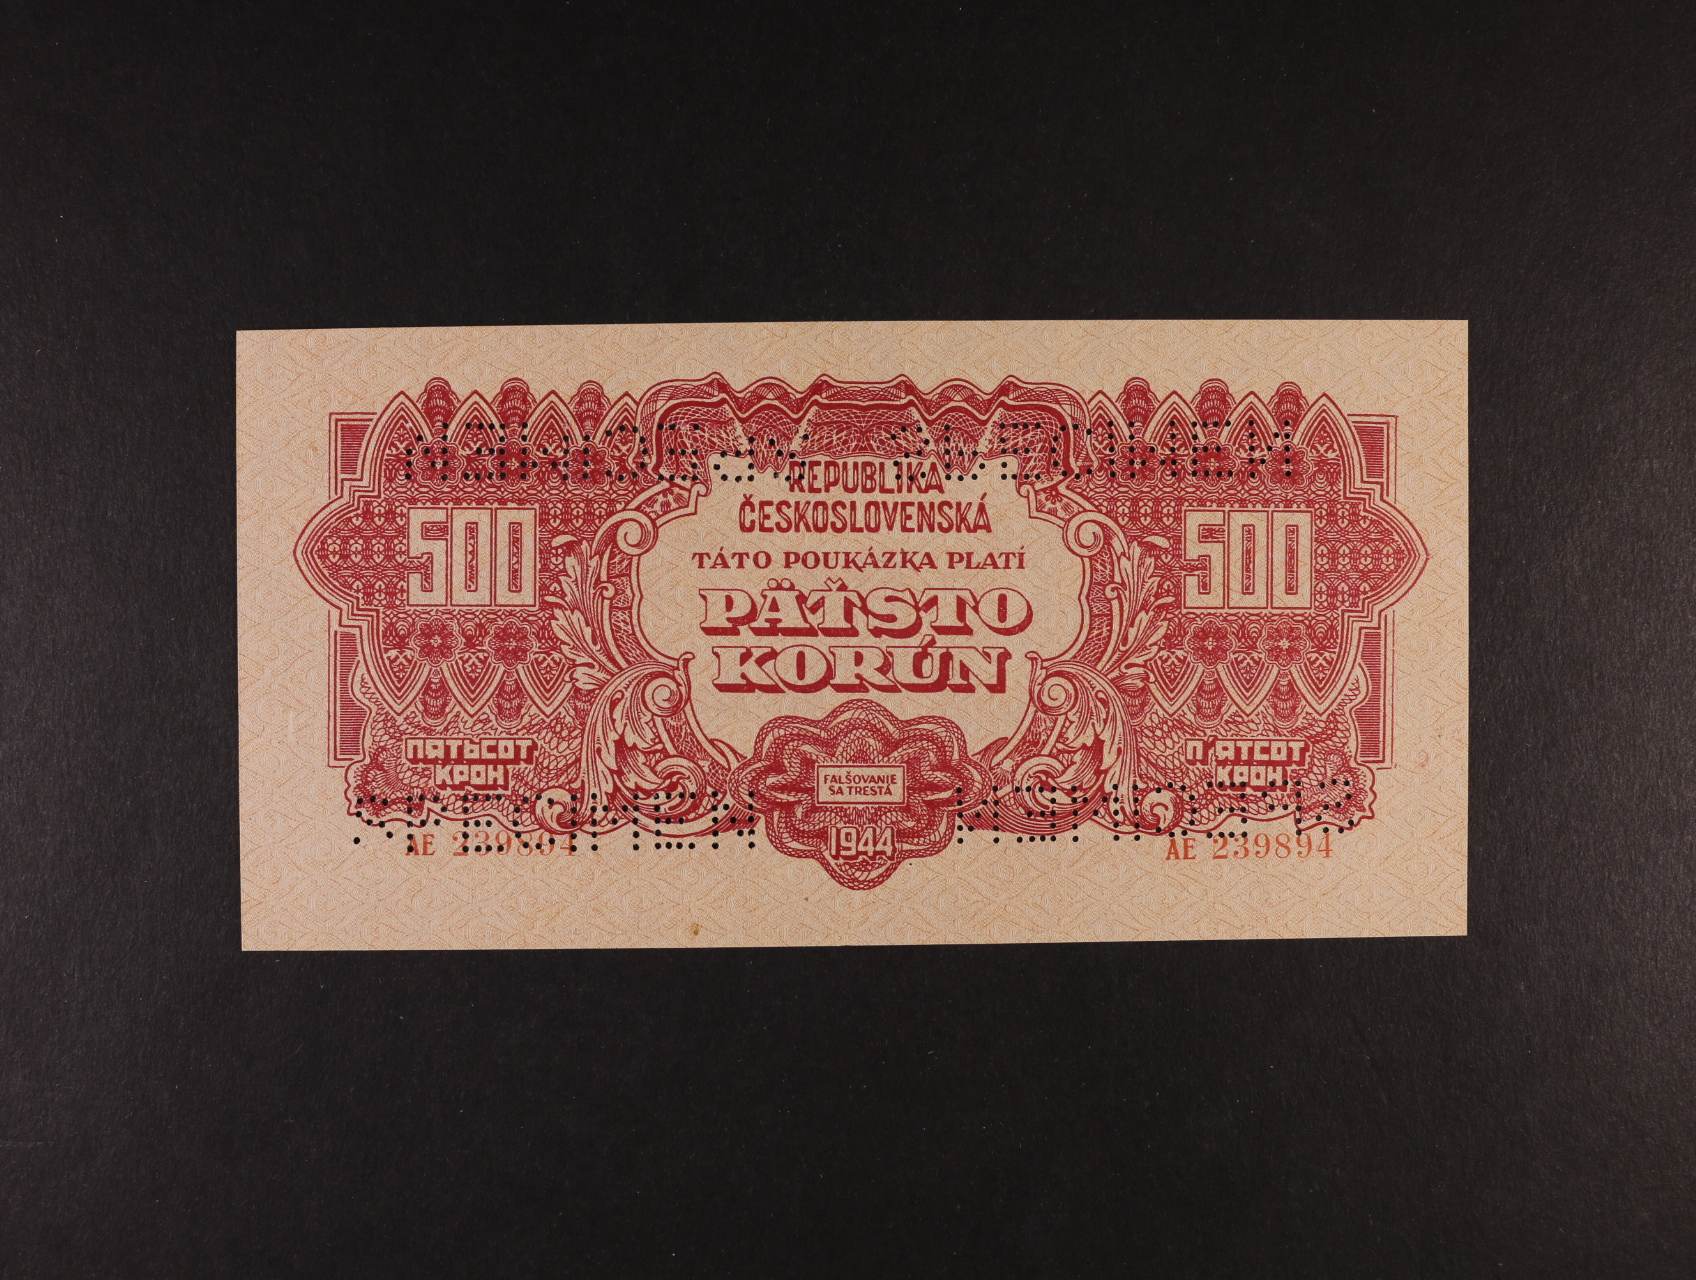 REPUBLIKA
ČESKOSLOVENSKÁ
500
500
TÁTO POUKÁZKA PLATÍ
PÄŤSTO
KORÚN
ПАТЬСОТ
КРОН
П'ЯТСОТ
КРОН
FALŠOVANIE
SA TRESTÁ
1944
AE 239894
AE 239894